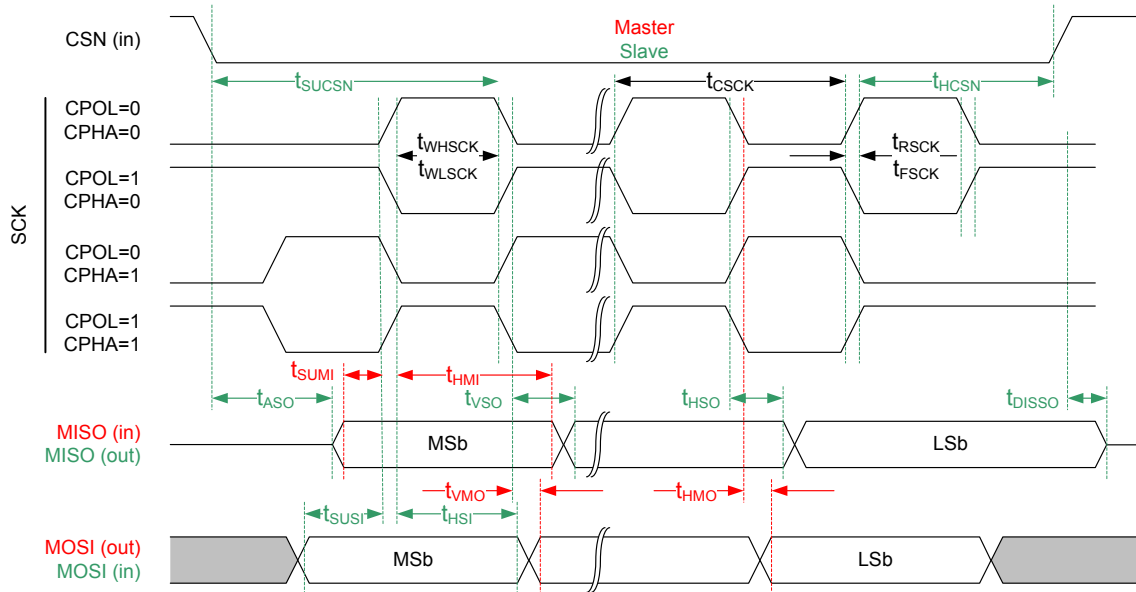 CSN (in)
Master
Slave
tSUCSN
tCSCK
tHCSN
SCK
CPOL=0
CPHA=0
tWHSCK
tWLSCK
tRSCK
tFSCK
CPOL=1
CPHA=0
CPOL=0
CPHA=1
CPOL=1
CPHA=1
tSUMI
tHMI
tASO
tVSO
tHSO
tDISSO
MISO (in)
MISO (out)
MSb
LSb
tVMO
tHMO
tSUSI
tHSI
MOSI (out)
MOSI (in)
MSb
LSb